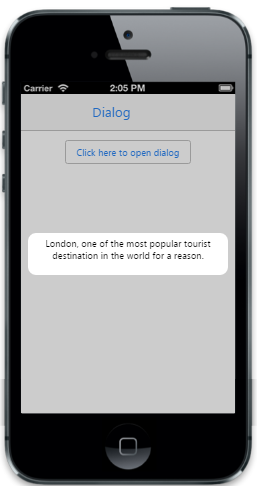 Carrier 2:05 PM
Dialog
Click here to open dialog
London, one of the most popular tourist
destination in the world for a reason.